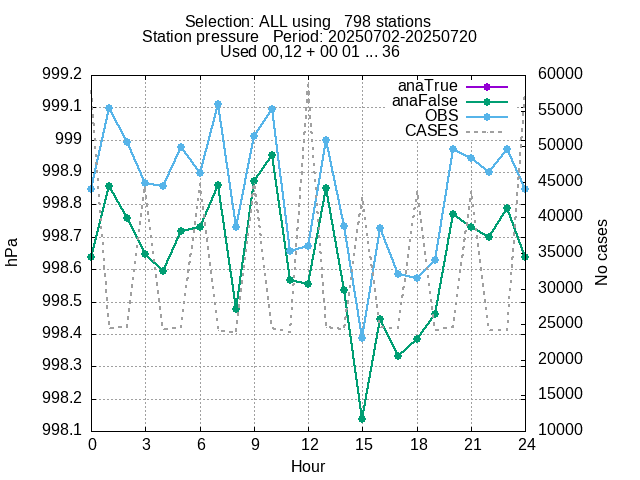 Selection: ALL using   798 stations
Station pressure   Period: 20250702-20250720
Used 00,12 + 00 01 ... 36
anaTrue
anaFalse
OBS
CASES
999.2
999.1
999
998.9
998.8
998.7
998.6
998.5
998.4
998.3
998.2
998.1
hPa
60000
55000
50000
45000
40000
35000
30000
25000
20000
15000
10000
No cases
0 3 6 9 12 15 18 21 24
Hour